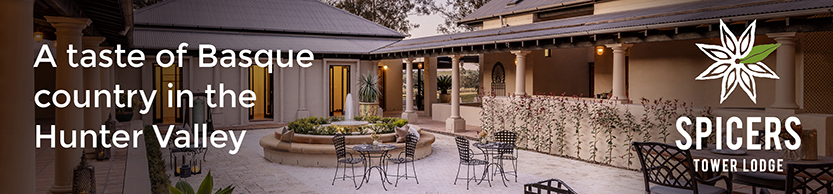 A taste of Basque
country in the
Hunter Valley
SPICERS
TOWER LODGE